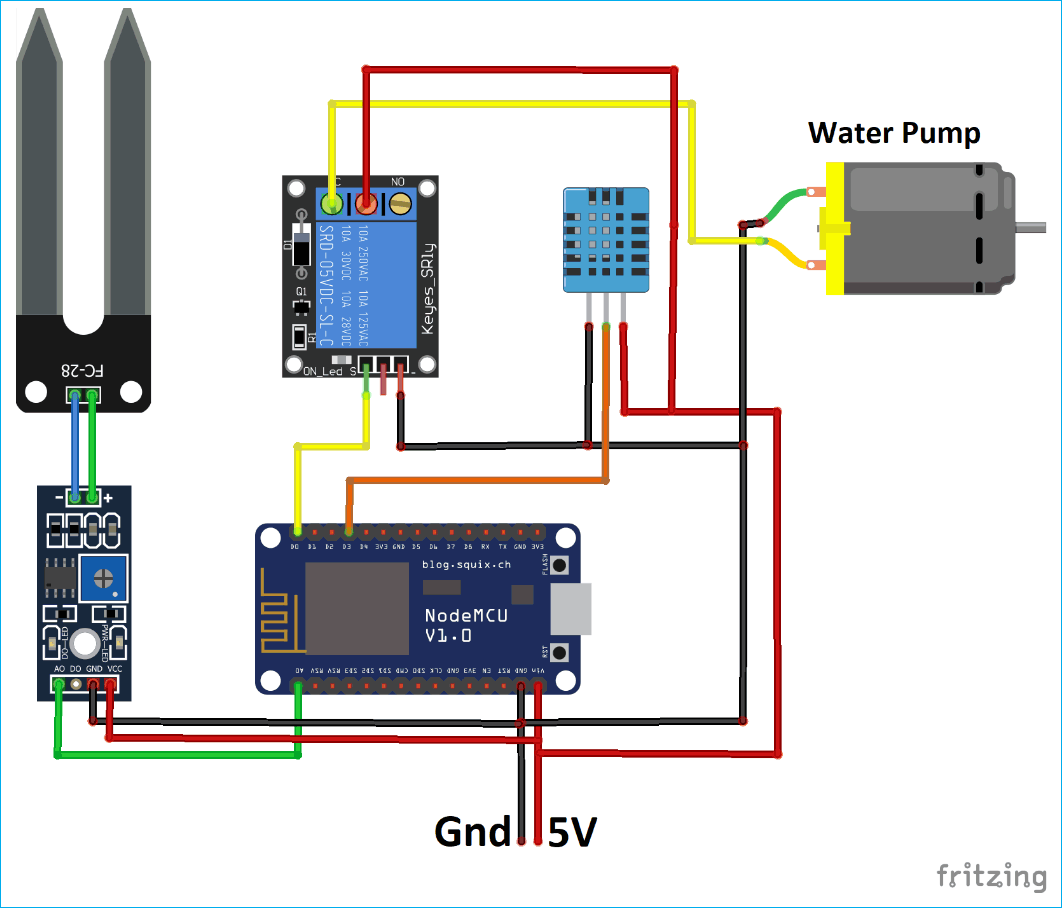 Water Pump
C
NO
SRD-05VDC-SL-C
10A 30VDC 10A 28VDC
10A 250VAC 10A 125VAC
Keyes_SRly
D1
Q1
R1
ON_Led S
-
FC-28
- +
DO-LED
PWR-LED
AO DO GND VCC
D0 D1 D2 D3 D4 3V3 GND D5 D6 D7 D8 RX TX GND 3V3
blog.squix.ch
FLASH
NodeMCU
V1.0
RST
A0 RSV RSV SD3 SD2 SD1 CMD SD0 CLK GND 3V3 EN RST GND Vin
Gnd 5V
fritzing